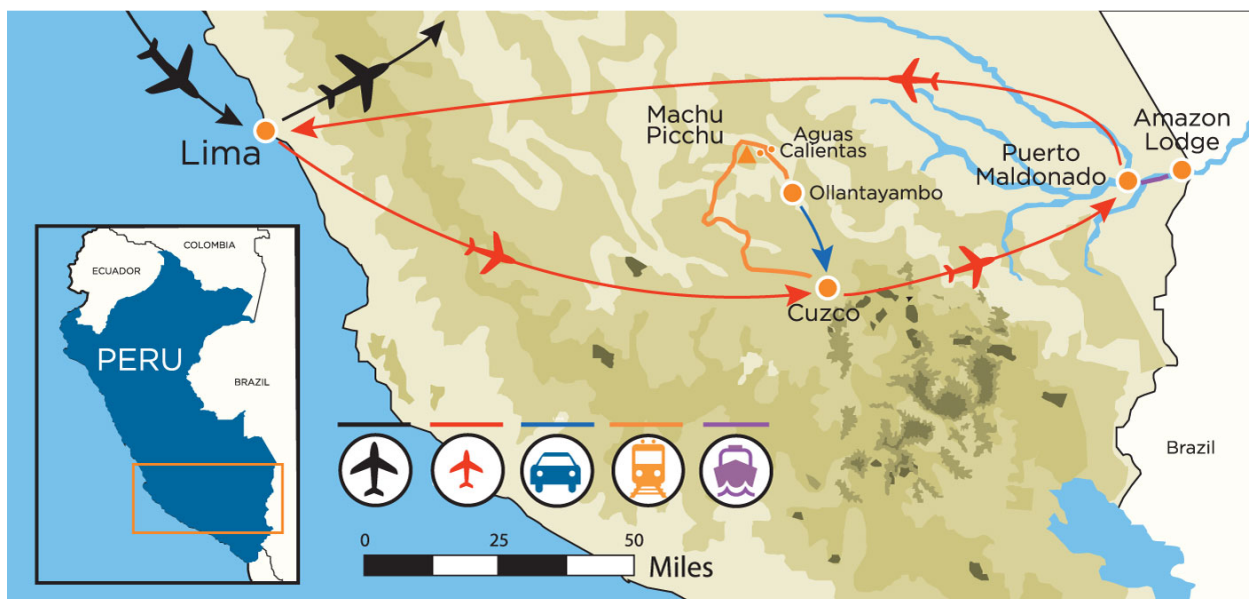 Lima
Machu
Picchu
Aguas
Calientas
Ollantayambo
Cuzco
Puerto
Maldonado
Amazon
Lodge
COLOMBIA
ECUADOR
PERU
BRAZIL
Brazil
0
25
50
Miles